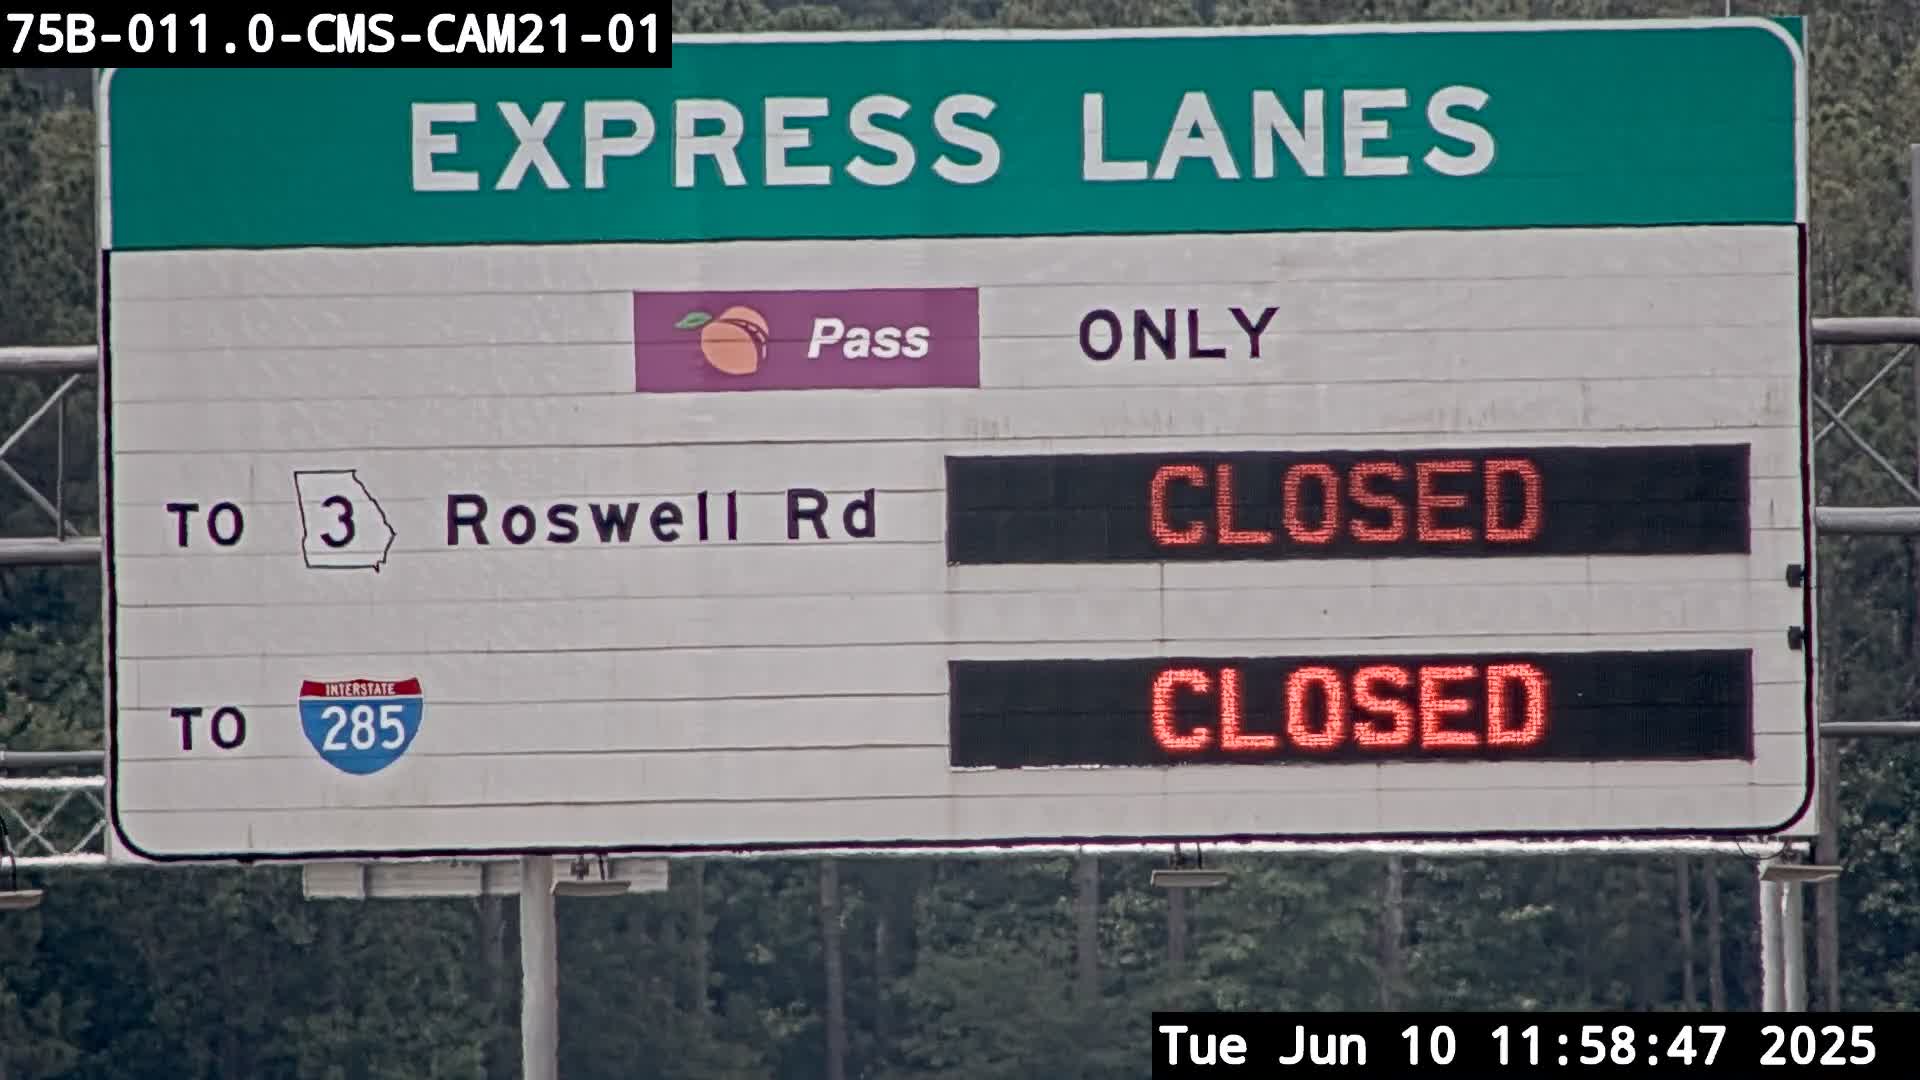 75B-011.0-CMS-CAM21-01
EXPRESS LANES
Pass ONLY
TO 3 Roswell Rd CLOSED
TO INTERSTATE 285 CLOSED
Tue Jun 10 11:58:47 2025